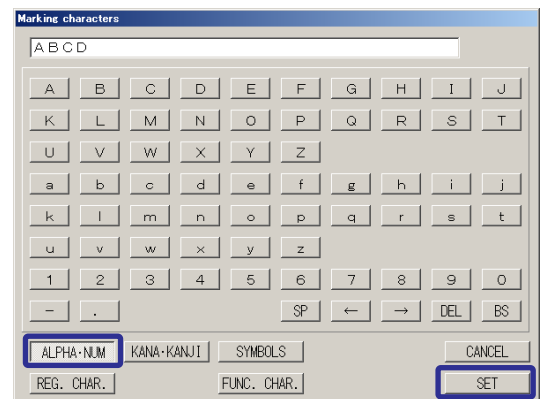 Marking characters
ＡＢＣＤ
A B C D E F G H I J
K L M N O P Q R S T
U V W X Y Z
a b c d e f g h i j
k l m n o p q r s t
u v w x y z
1 2 3 4 5 6 7 8 9 0
− . SP ← → DEL BS
ALPHA・NUM KANA・KANJI SYMBOLS CANCEL
REG. CHAR. FUNC. CHAR. SET